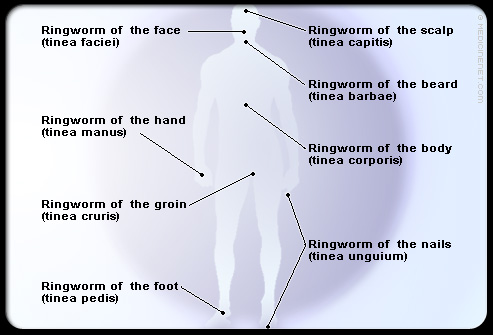 Ringworm of the face
(tinea faciei)
Ringworm of the scalp
(tinea capitis)
Ringworm of the beard
(tinea barbae)
Ringworm of the hand
(tinea manus)
Ringworm of the body
(tinea corporis)
Ringworm of the groin
(tinea cruris)
Ringworm of the nails
(tinea unguium)
Ringworm of the foot
(tinea pedis)
© MEDICINENET.COM